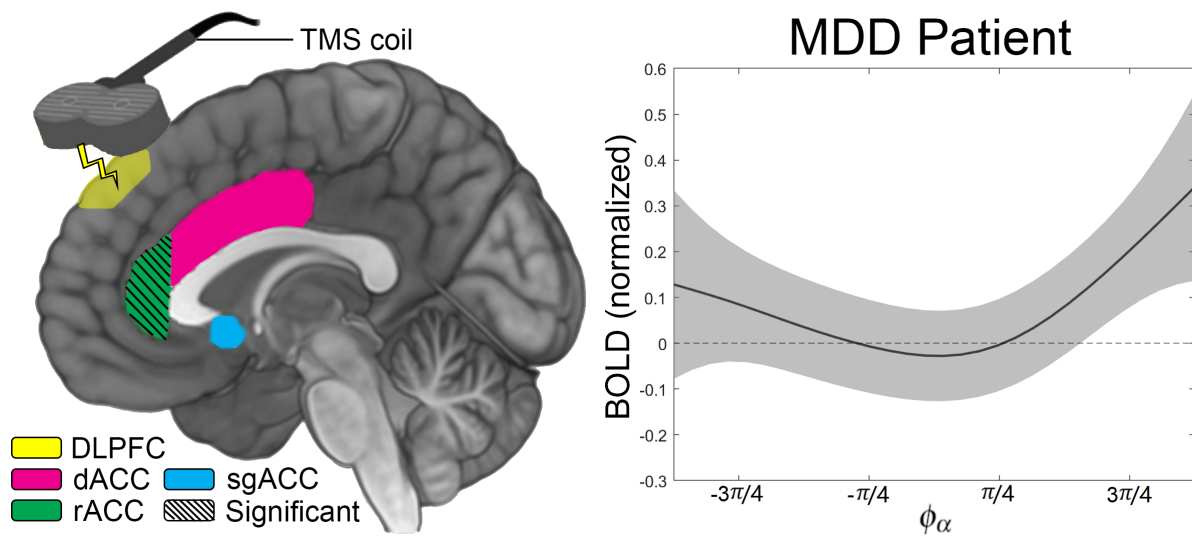 TMS coil
DLPFC
dACC
sgACC
rACC
Significant
MDD Patient
BOLD (normalized)
0.6
0.5
0.4
0.3
0.2
0.1
0
-0.1
-0.2
-0.3
-3π/4
-π/4
π/4
3π/4
ϕα